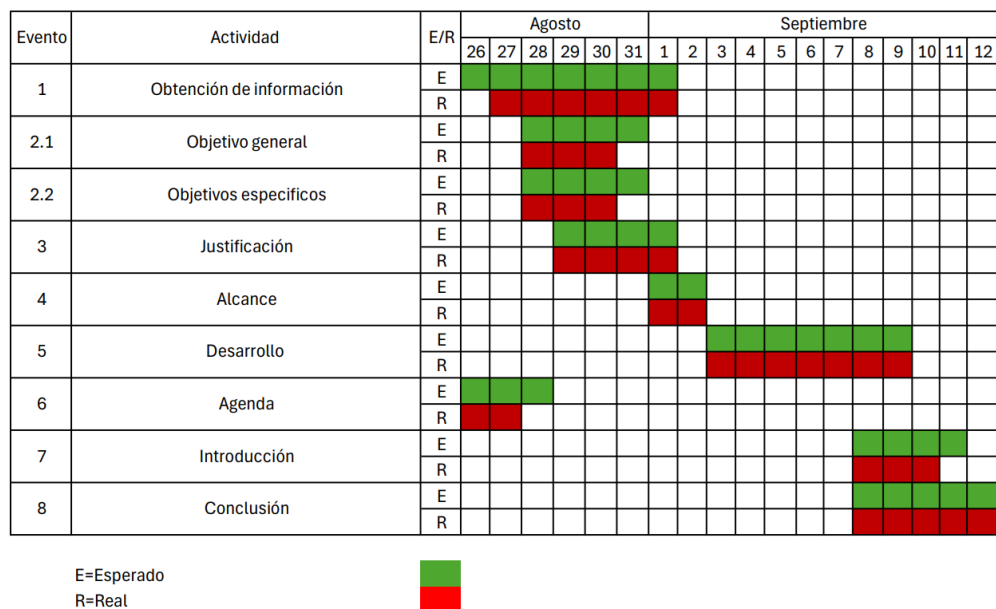 Evento Actividad E/R Agosto Septiembre
26 27 28 29 30 31 1 2 3 4 5 6 7 8 9 10 11 12
1 Obtención de información E
R
2.1 Objetivo general E
R
2.2 Objetivos especificos E
R
3 Justificación E
R
4 Alcance E
R
5 Desarrollo E
R
6 Agenda E
R
7 Introducción E
R
8 Conclusión E
R
E=Esperado
R=Real